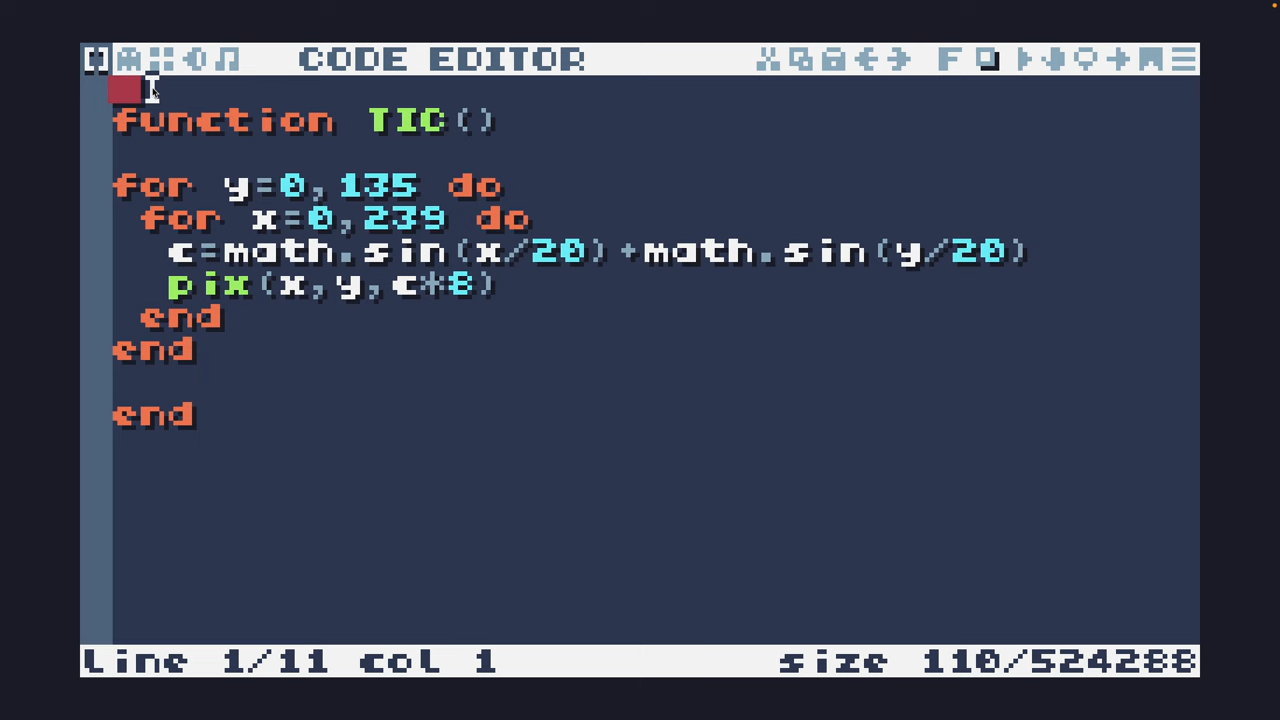 CODE EDITOR F
function TIC()
for y=0,135 do
for x=0,239 do
c=math.sin(x/20)+math.sin(y/20)
pix(x,y,c*8)
end
end
end
line 1/11 col 1 size 110/524288